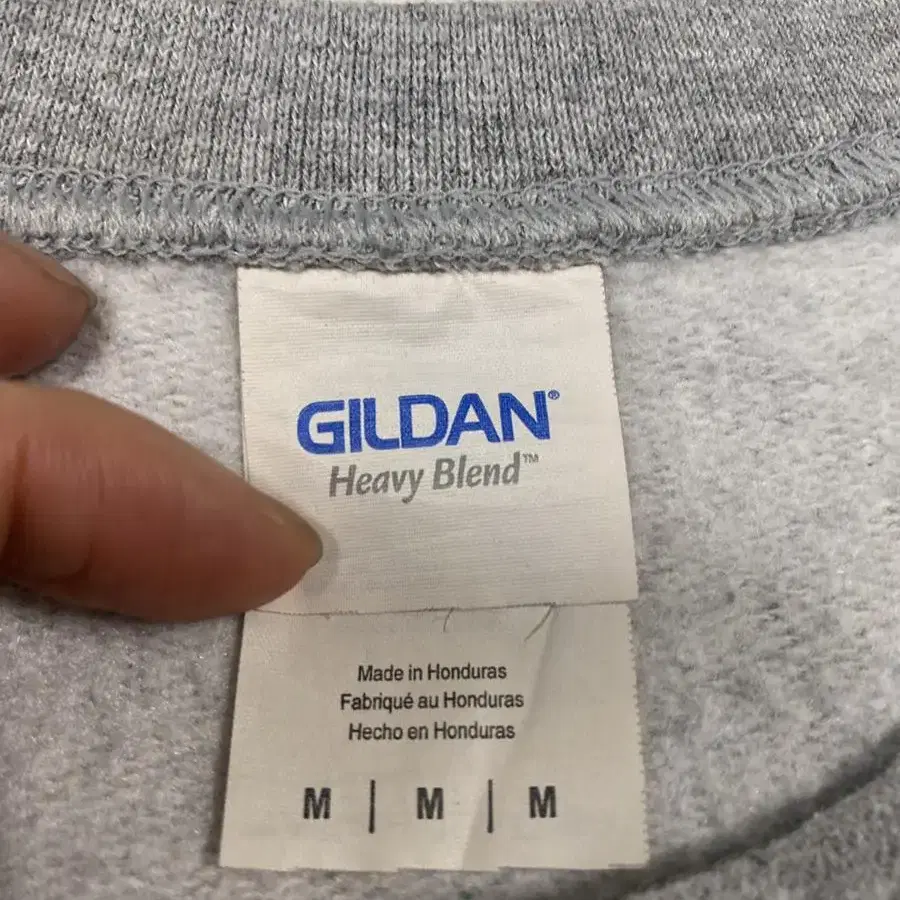 GILDAN®
Heavy Blend™
Made in Honduras
Fabriqué au Honduras
Hecho en Honduras
M | M | M